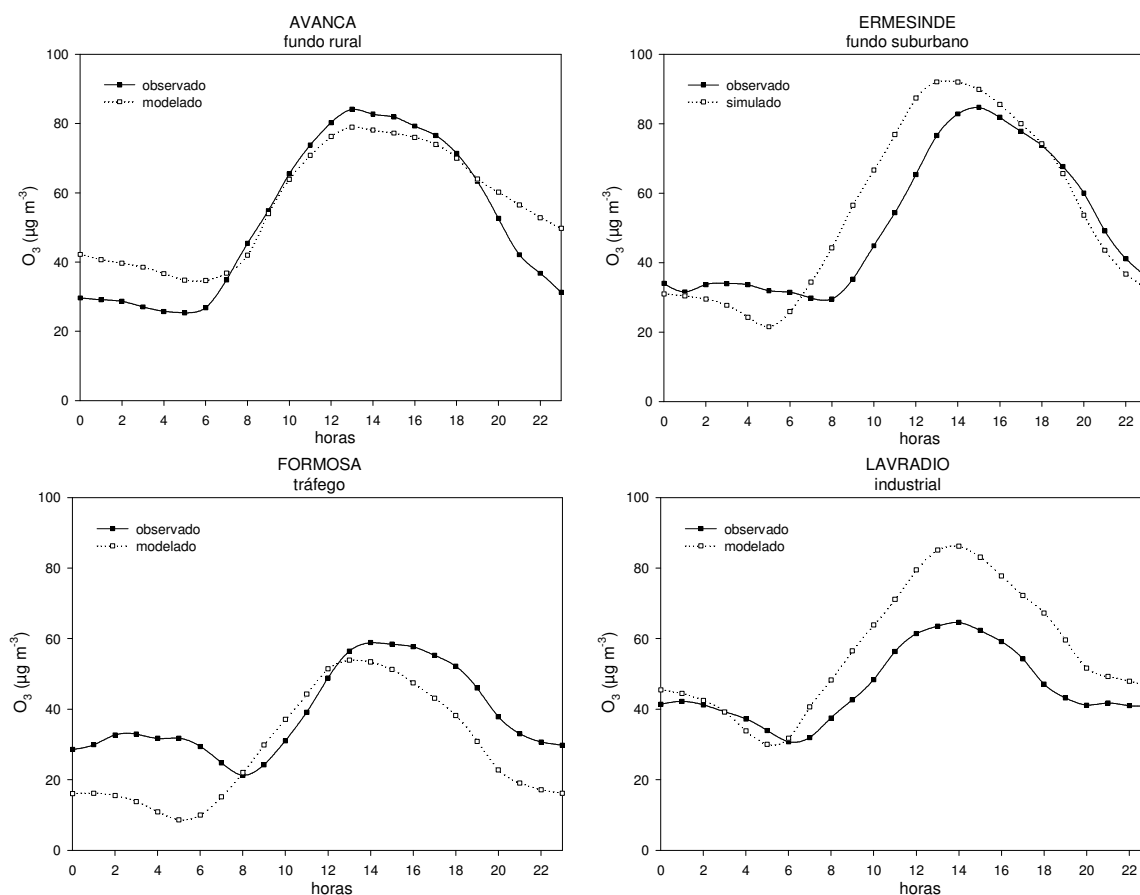 AVANCA
fundo rural
100
80
60
40
20
0
O3 (µg m-3)
observado
modelado
0 2 4 6 8 10 12 14 16 18 20 22
horas
ERMESINDE
fundo suburbano
100
80
60
40
20
0
O3 (µg m-3)
observado
simulado
0 2 4 6 8 10 12 14 16 18 20 22
horas
FORMOSA
tráfego
100
80
60
40
20
0
O3 (µg m-3)
observado
modelado
0 2 4 6 8 10 12 14 16 18 20 22
horas
LAVRADIO
industrial
100
80
60
40
20
0
O3 (µg m-3)
observado
modelado
0 2 4 6 8 10 12 14 16 18 20 22
horas